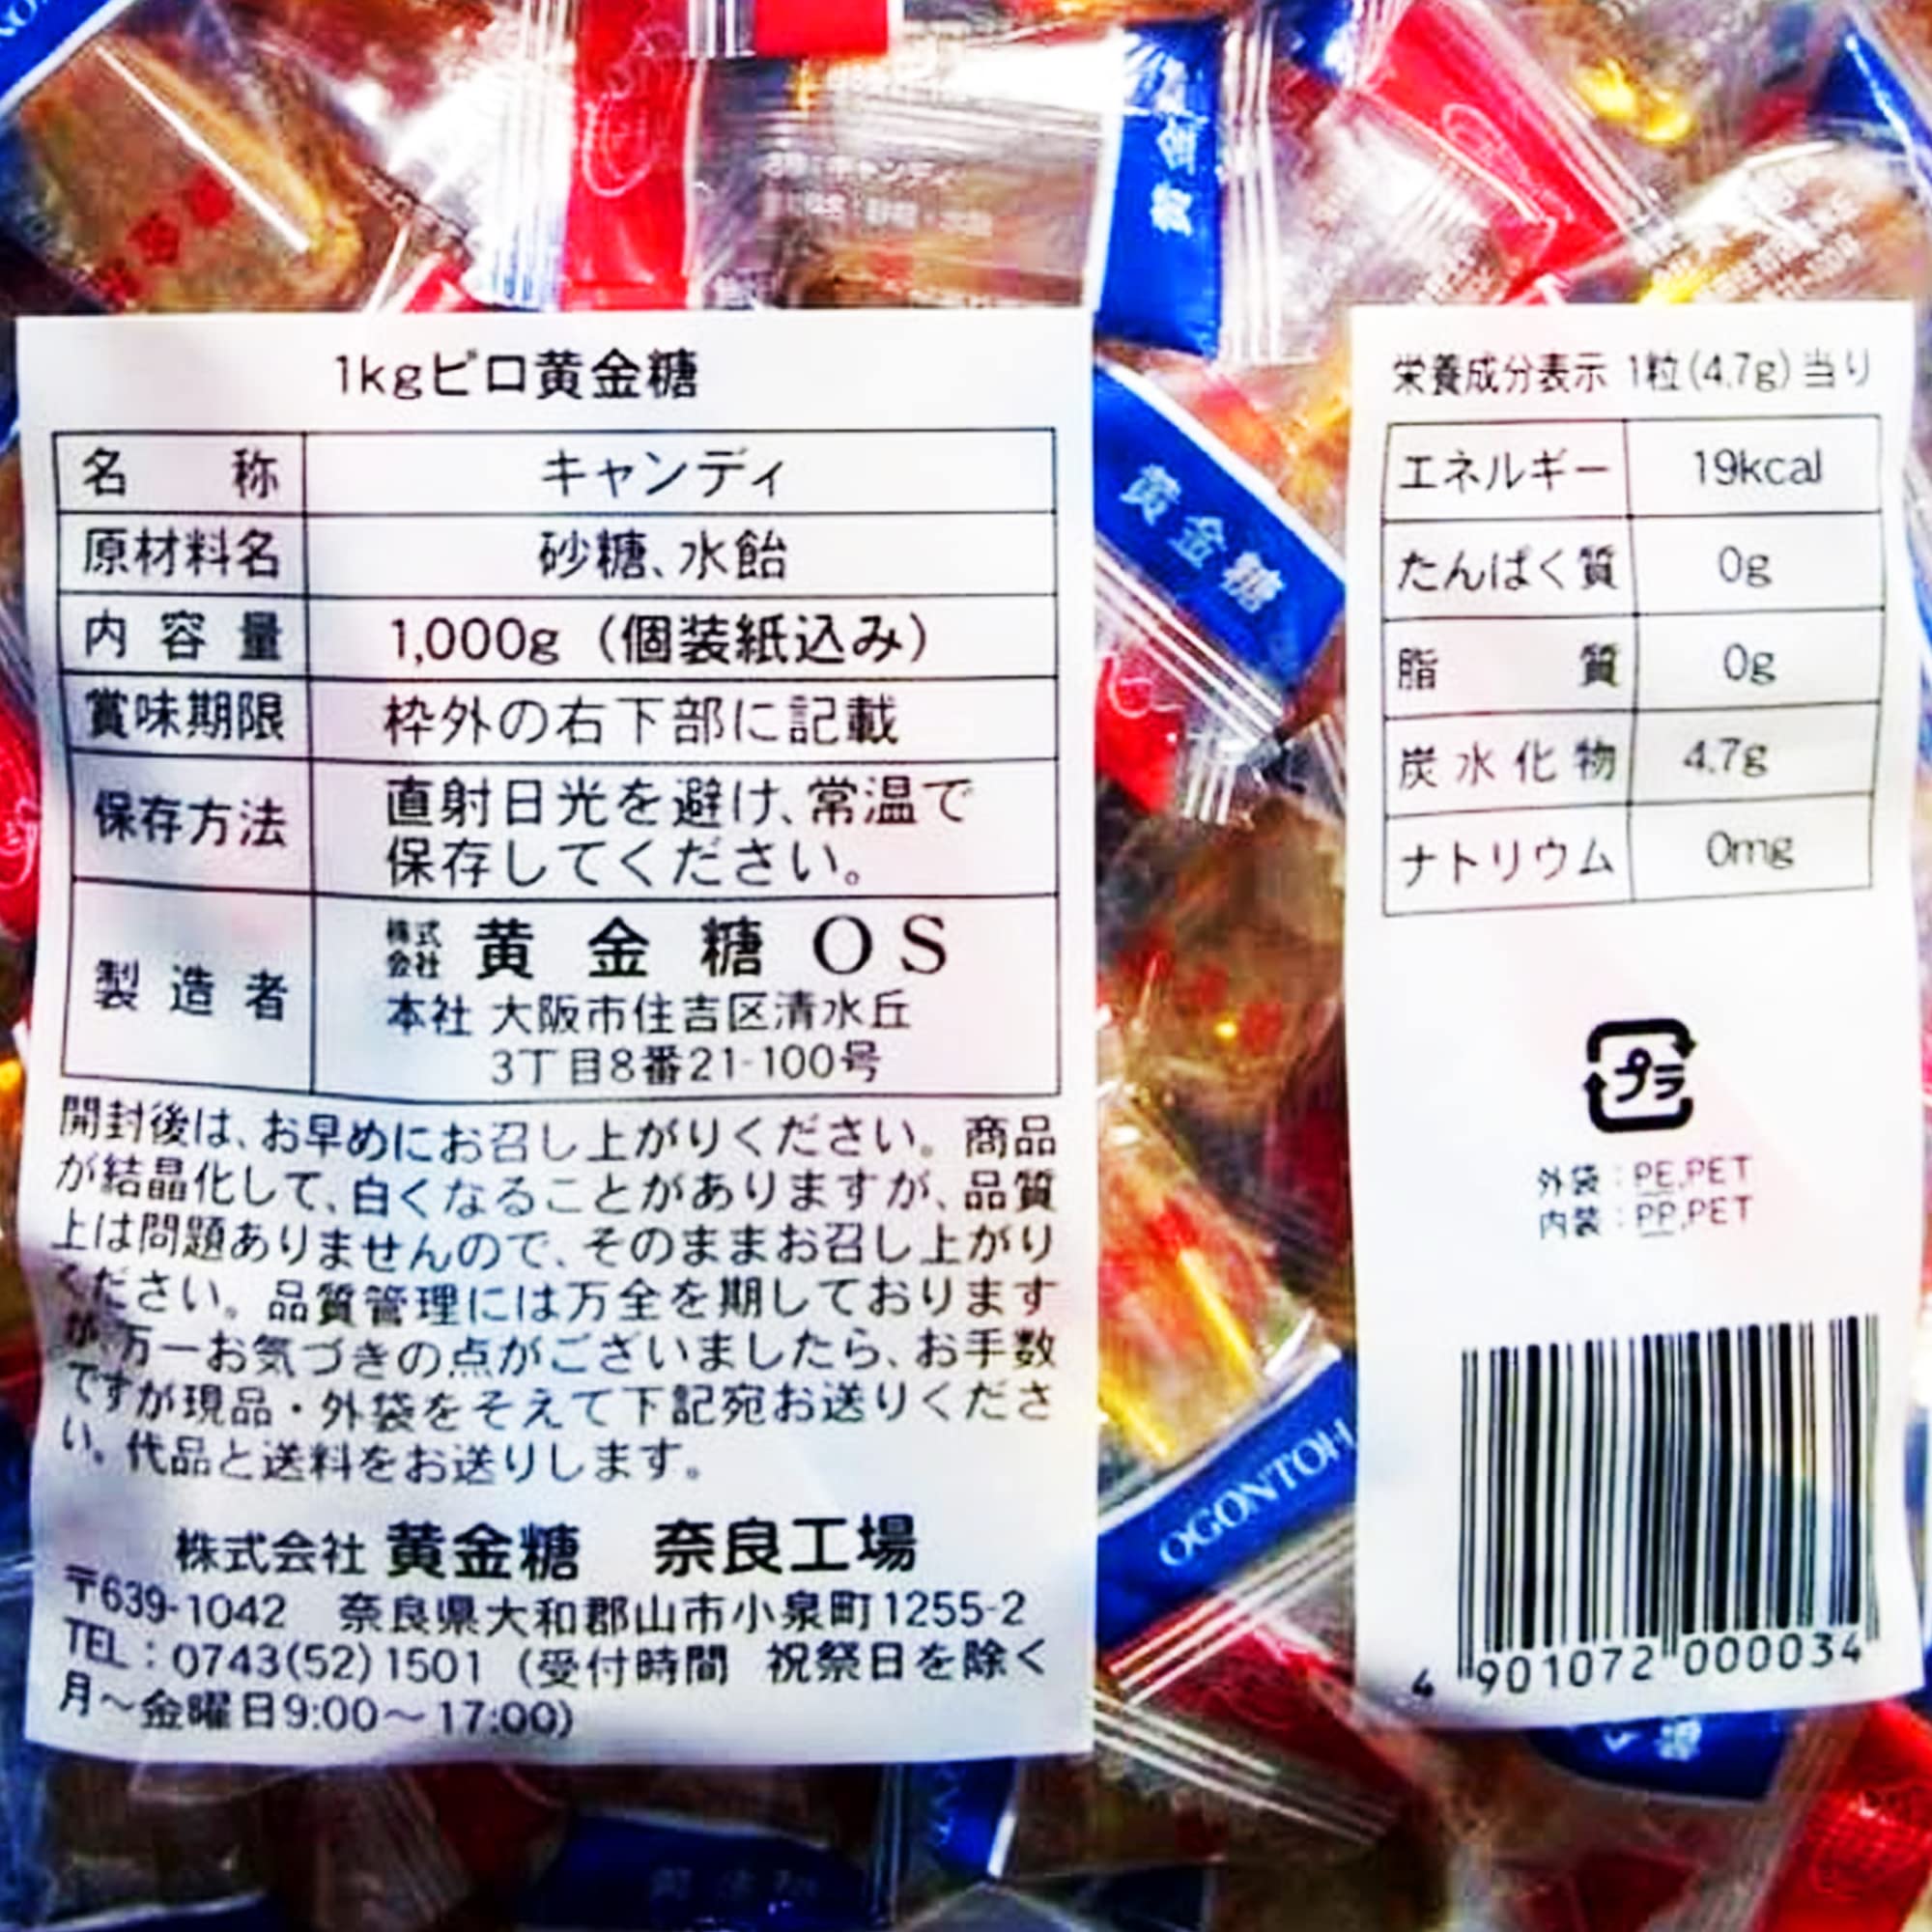 黄金糖
1kgピロ黄金糖
名称 キャンディ
原材料名 砂糖、水飴
内容量 1,000g（個装紙込み）
賞味期限 枠外の右下部に記載
保存方法 直射日光を避け、常温で
保存してください。
製造者 株式会社 黄金糖 OS
本社 大阪市住吉区清水丘
3丁目8番21-100号
開封後は、お早めにお召し上がりください。商品
が結晶化して、白くなることがありますが、品質
上は問題ありませんので、そのままお召し上がり
ください。品質管理には万全を期しております
が、万一お気づきの点がございましたら、お手数
ですが現品・外袋をそえて下記宛お送りくださ
い。代品と送料をお送りします。
株式会社 黄金糖 奈良工場
〒639-1042 奈良県大和郡山市小泉町1255-2
TEL：0743(52)1501（受付時間 祝祭日を除く
月～金曜日9:00～17:00)
黄金糖
OGONTOH
栄養成分表示 1粒(4.7g)当り
エネルギー 19kcal
たんぱく質 0g
脂質 0g
炭水化物 4.7g
ナトリウム 0mg
プラ
外袋：PE,PET
内装：PP,PET
4 901072 000034